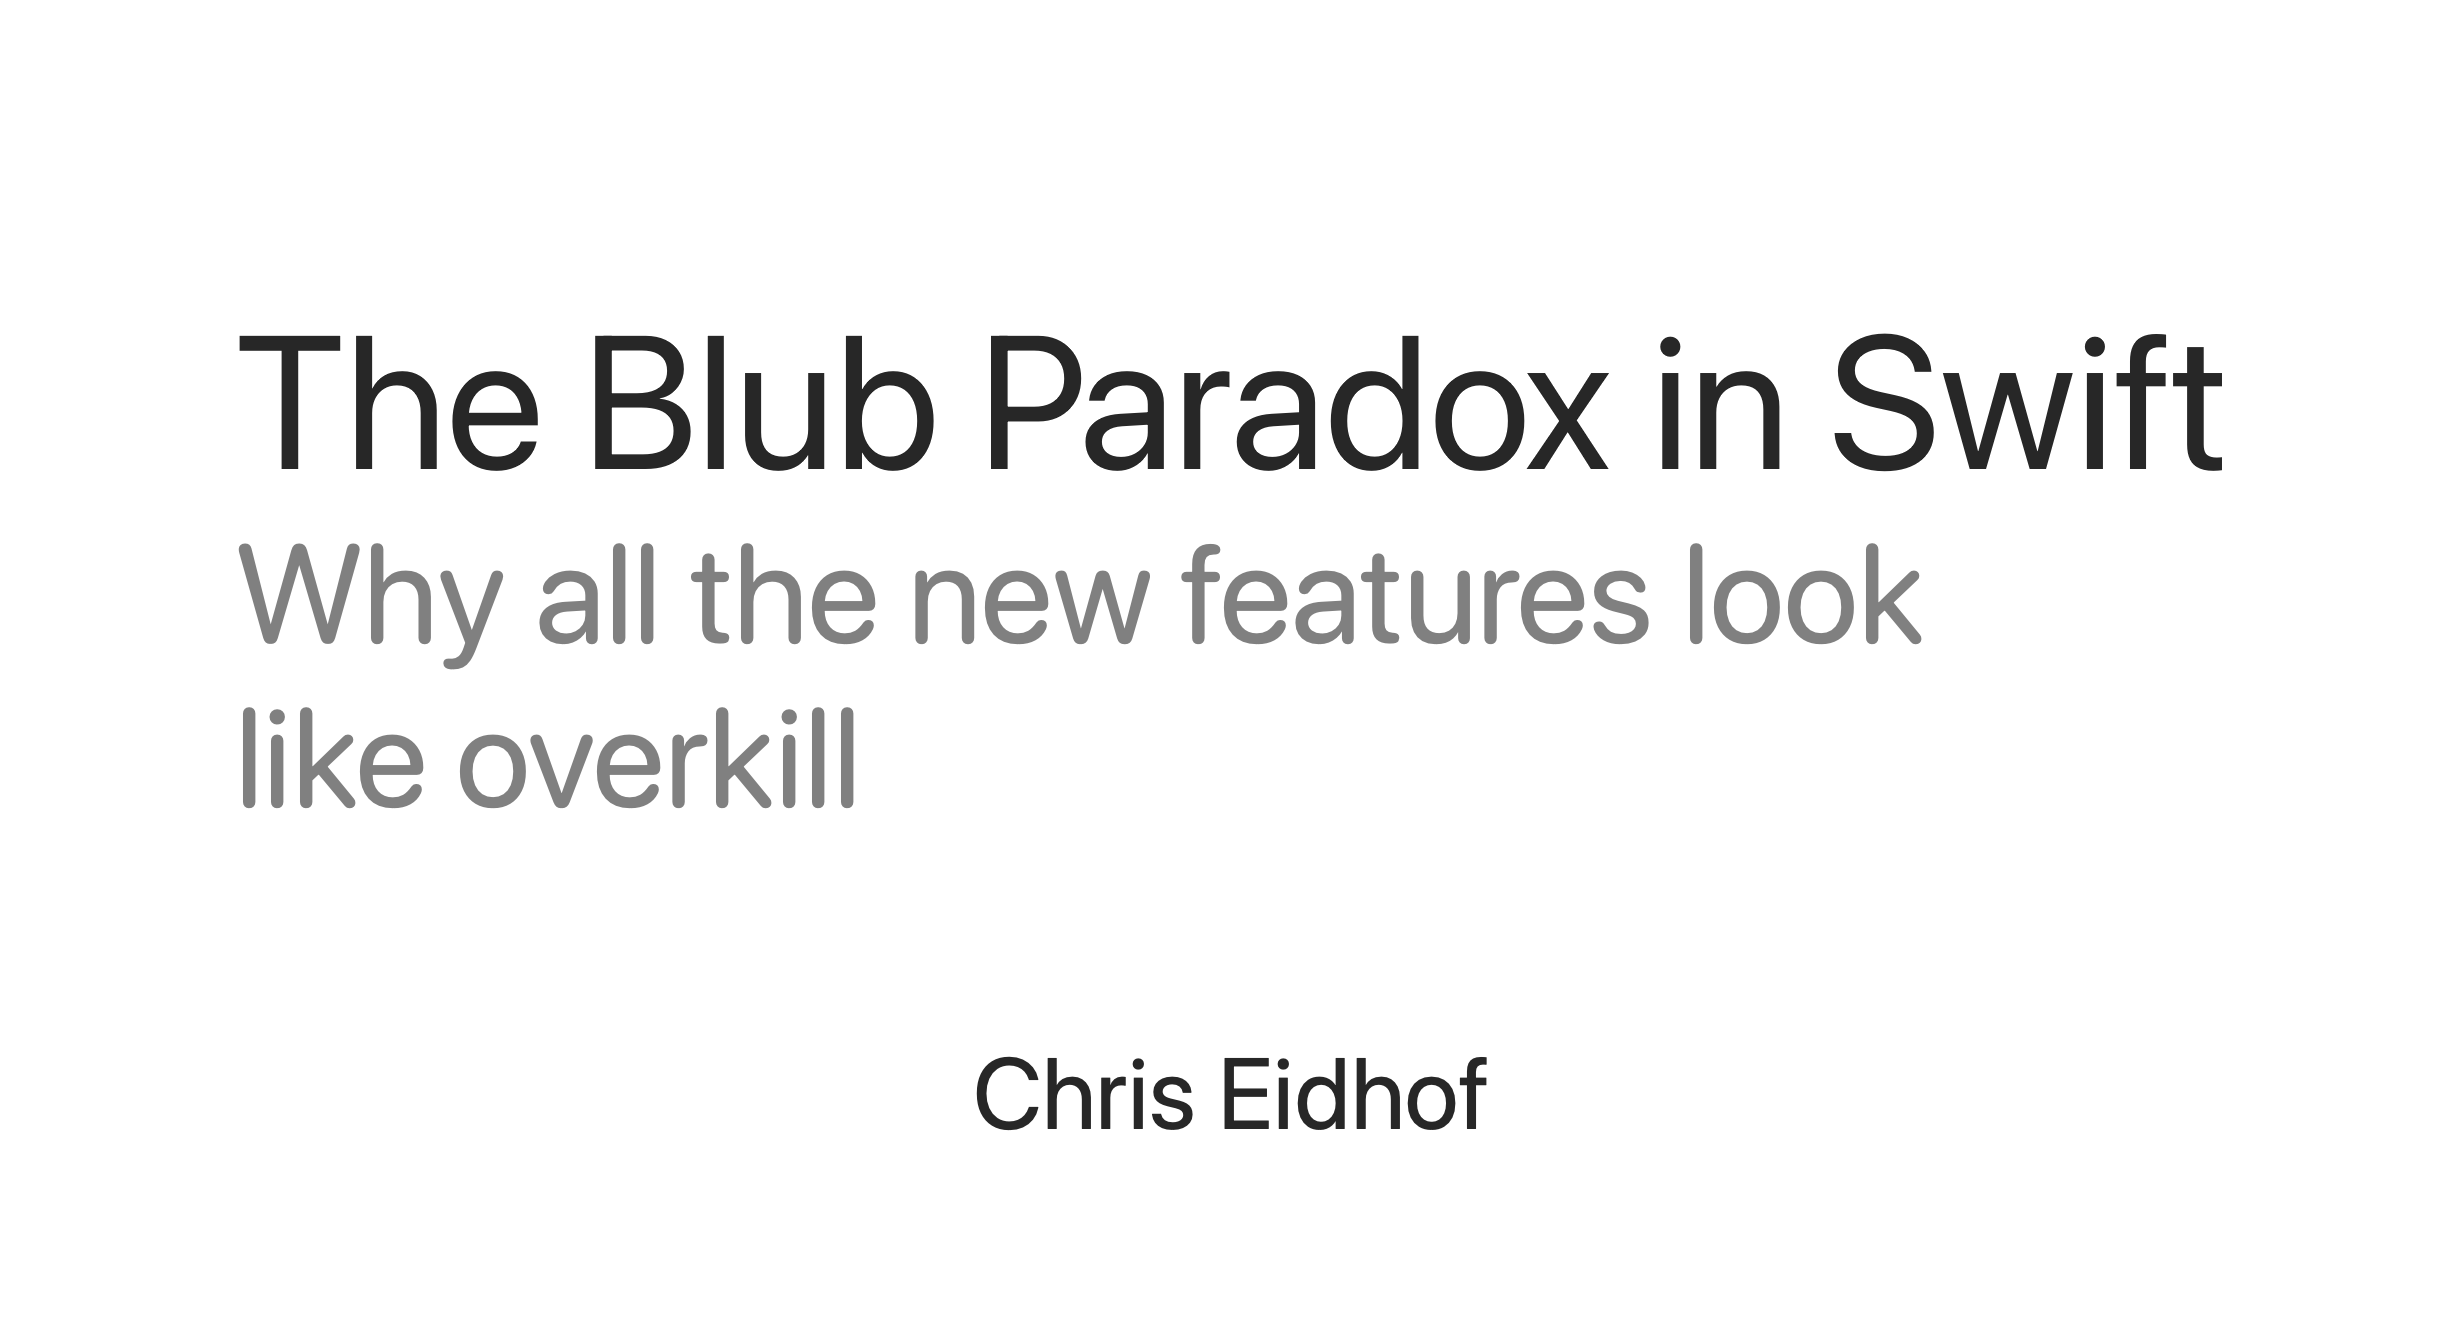 The Blub Paradox in Swift
Why all the new features look
like overkill
Chris Eidhof